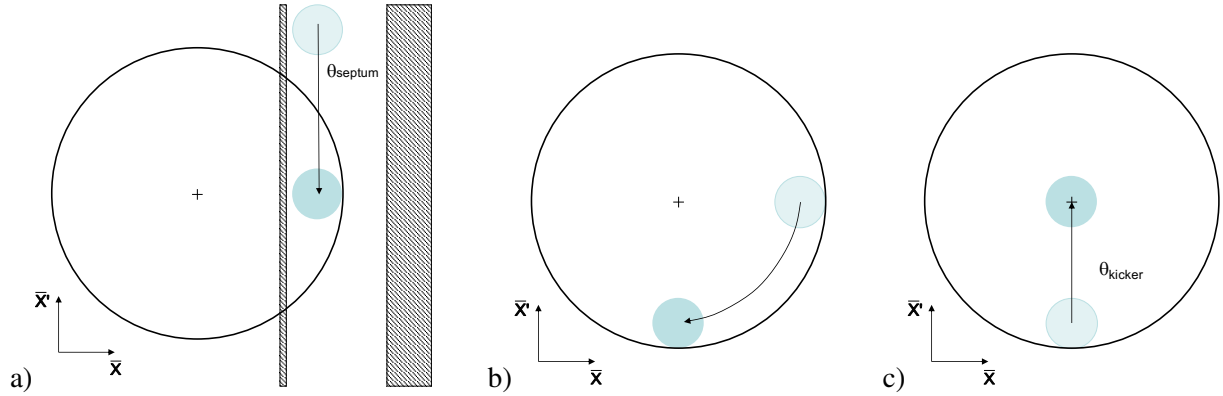 θseptum
X̅'
X̅
a)
X̅'
X̅
b)
θkicker
X̅'
X̅
c)